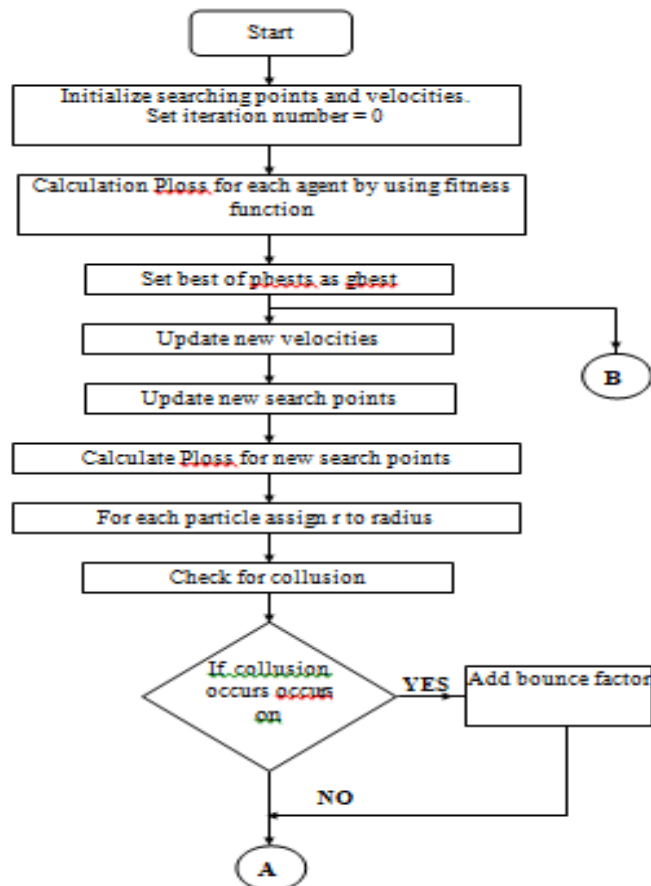 Start
Initialize searching points and velocities.
Set iteration number = 0
Calculation Ploss for each agent by using fitness
function
Set best of pbests as gbest
Update new velocities
B
Update new search points
Calculate Ploss for new search points
For each particle assign r to radius
Check for collusion
If collusion
occurs occurs
on
YES
Add bounce factor
NO
A